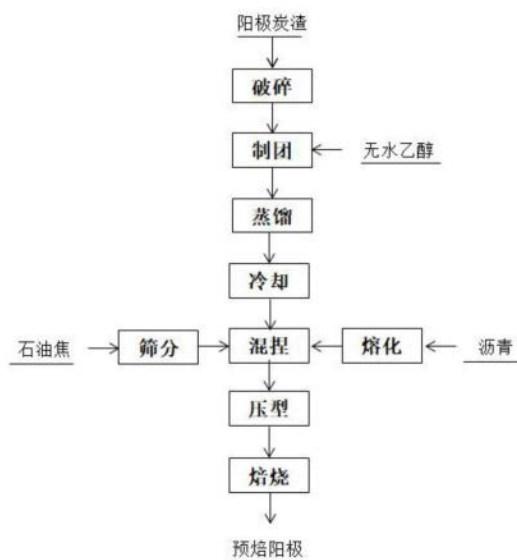 阳极炭渣
破碎
制团
无水乙醇
蒸馏
冷却
石油焦
筛分
混捏
熔化
沥青
压型
焙烧
预焙阳极